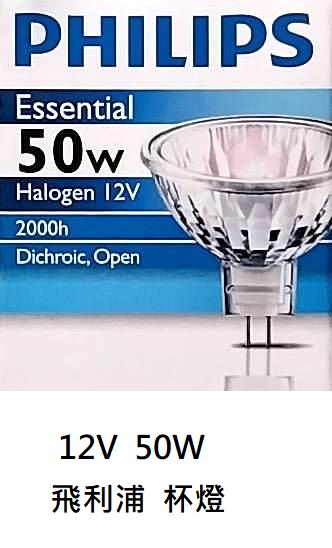 PHILIPS
Essential
50W
Halogen 12V
2000h
Dichroic, Open
12V 50W
飛利浦 杯燈